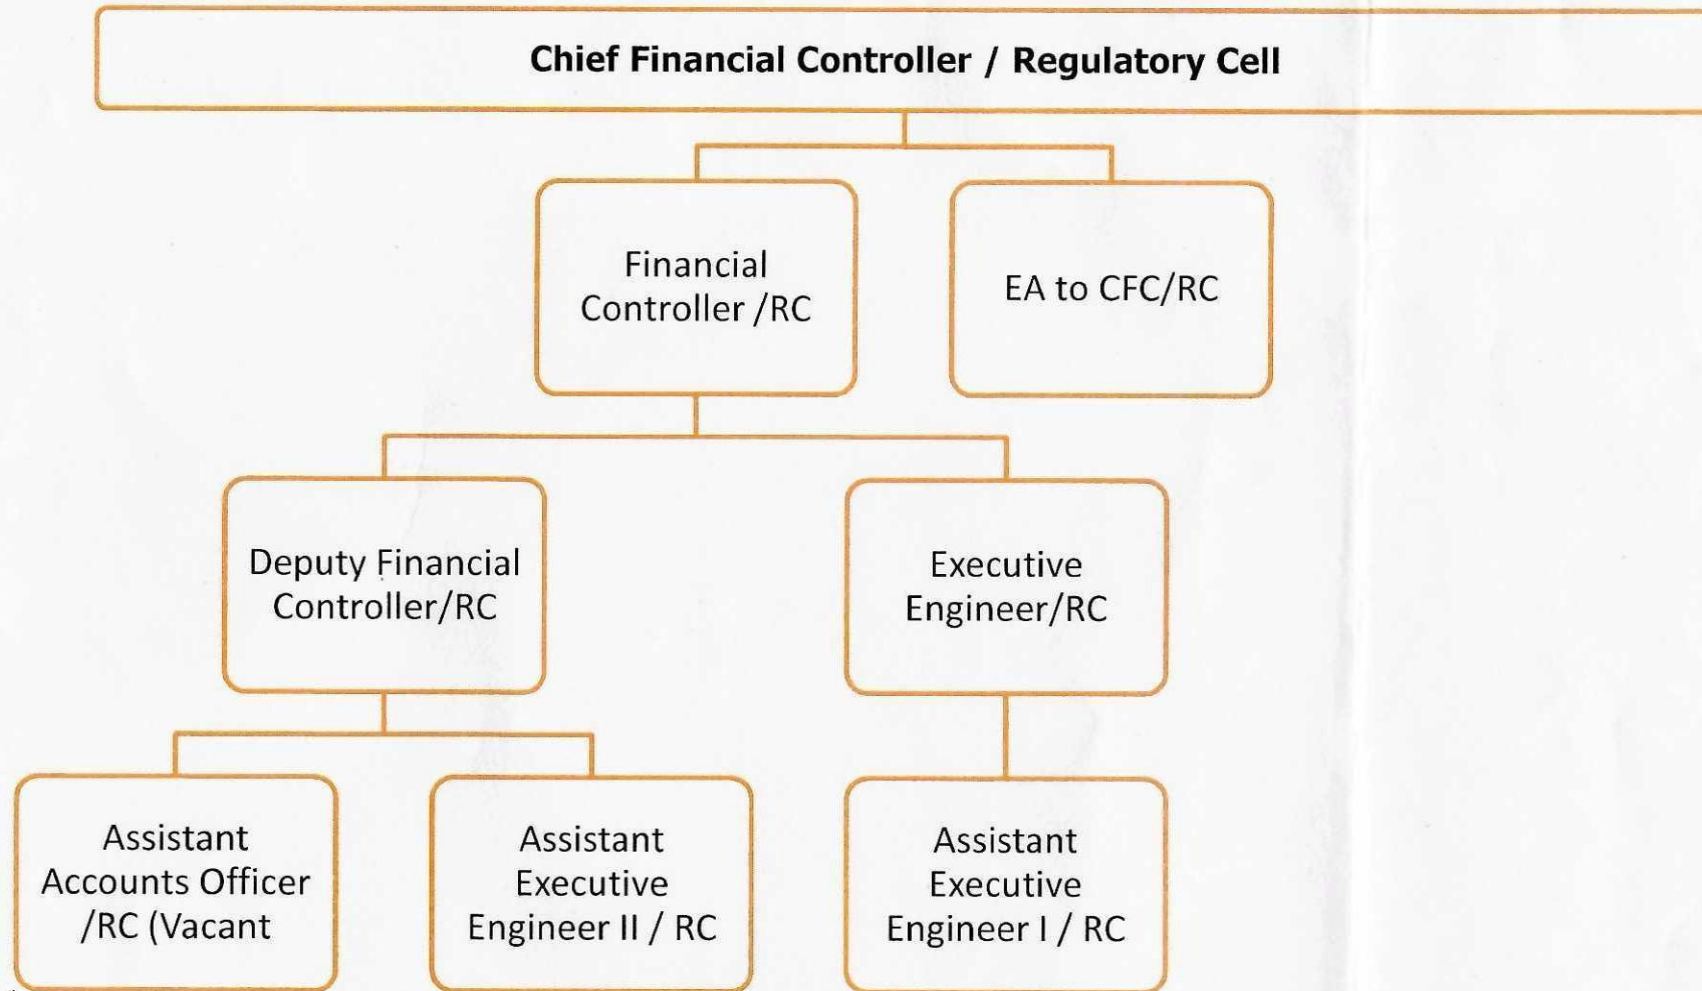 Chief Financial Controller / Regulatory Cell
Financial
Controller /RC
EA to CFC/RC
Deputy Financial
Controller/RC
Executive
Engineer/RC
Assistant
Accounts Officer
/RC (Vacant
Assistant
Executive
Engineer II / RC
Assistant
Executive
Engineer I / RC